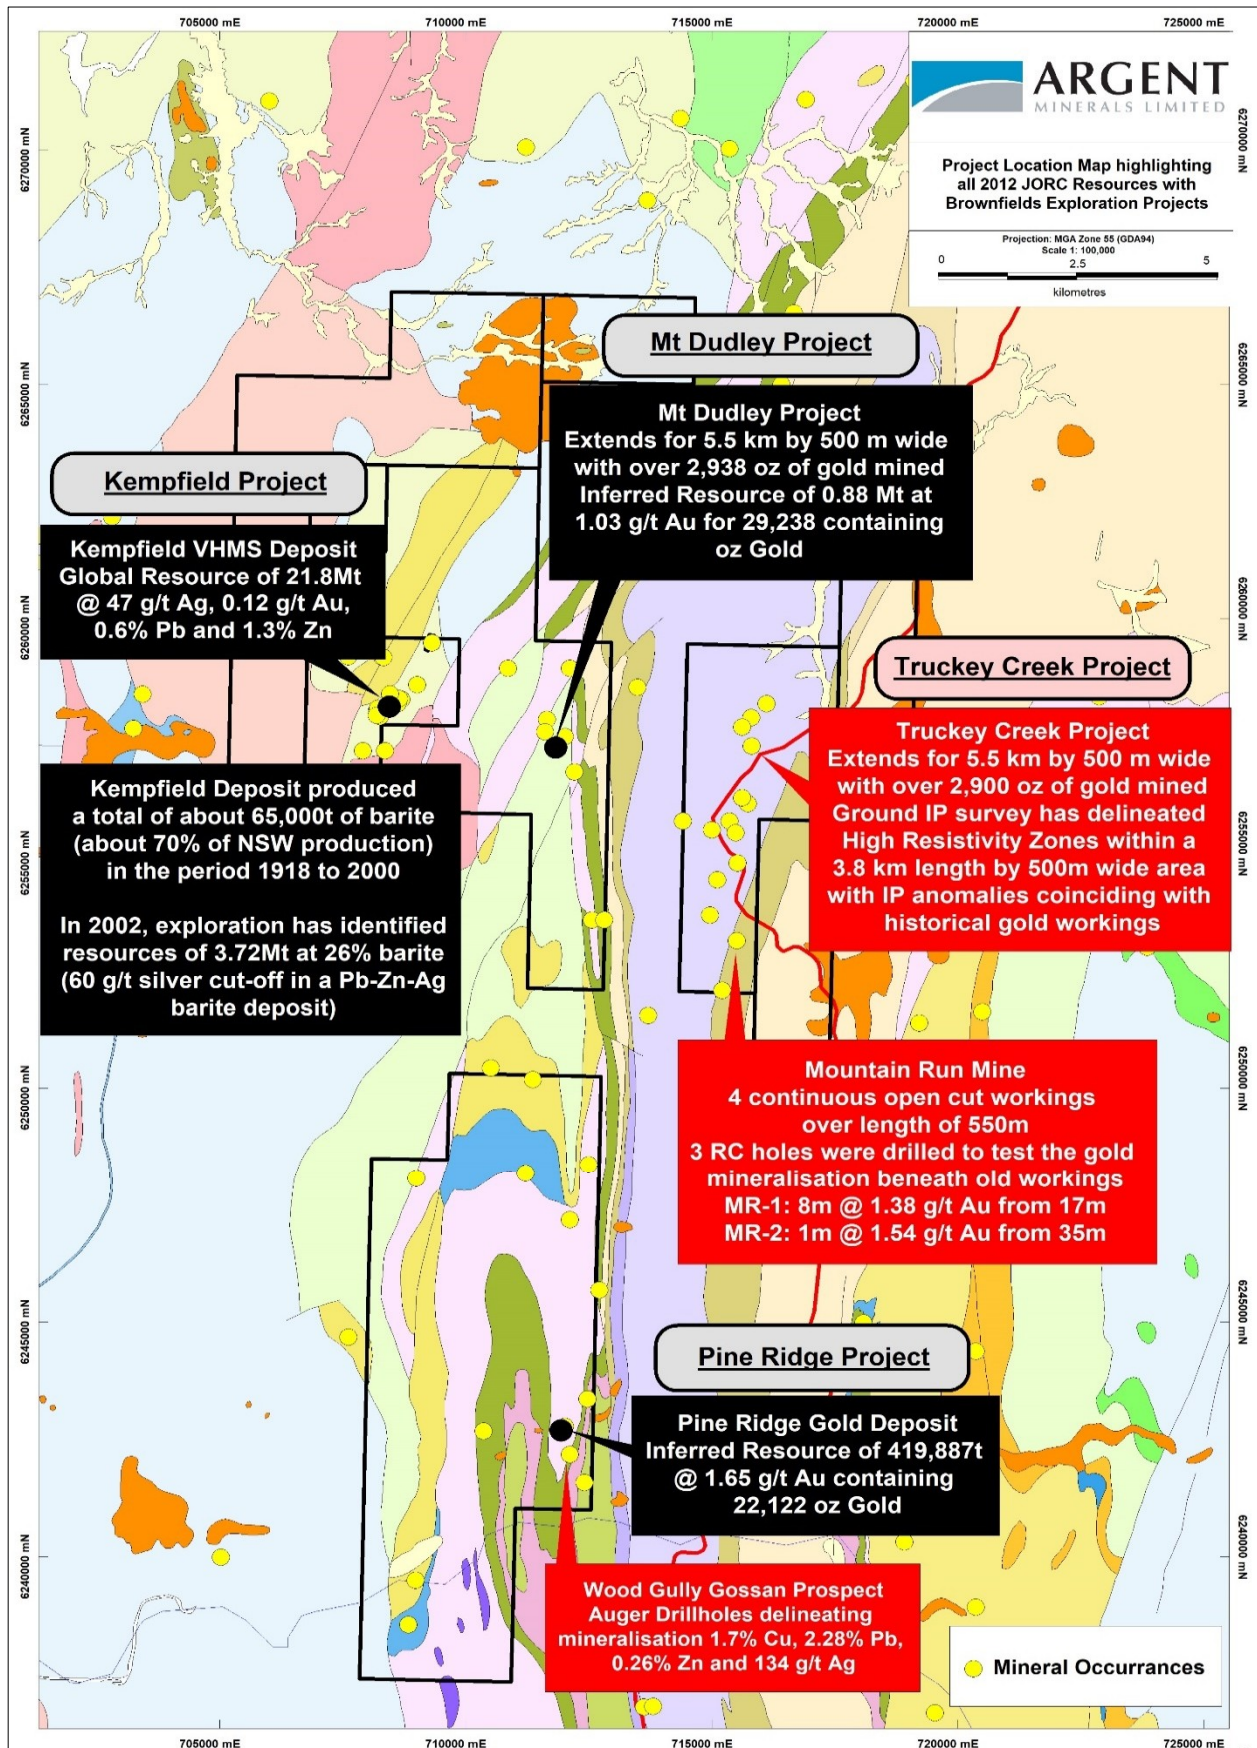 705000 mE
710000 mE
715000 mE
720000 mE
725000 mE
ARGENT
MINERALS LIMITED
Project Location Map highlighting
all 2012 JORC Resources with
Brownfields Exploration Projects
Projection: MGA Zone 55 (GDA94)
Scale 1: 100,000
0
2.5
5
kilometres
6270000 mN
6270000 mN
Mt Dudley Project
6265000 mN
6265000 mN
Mt Dudley Project
Extends for 5.5 km by 500 m wide
with over 2,938 oz of gold mined
Inferred Resource of 0.88 Mt at
1.03 g/t Au for 29,238 containing
oz Gold
Kempfield Project
Kempfield VHMS Deposit
Global Resource of 21.8Mt
@ 47 g/t Ag, 0.12 g/t Au,
0.6% Pb and 1.3% Zn
6260000 mN
6260000 mN
Truckey Creek Project
Truckey Creek Project
Extends for 5.5 km by 500 m wide
with over 2,900 oz of gold mined
Ground IP survey has delineated
High Resistivity Zones within a
3.8 km length by 500m wide area
with IP anomalies coinciding with
historical gold workings
Kempfield Deposit produced
a total of about 65,000t of barite
(about 70% of NSW production)
in the period 1918 to 2000
In 2002, exploration has identified
resources of 3.72Mt at 26% barite
(60 g/t silver cut-off in a Pb-Zn-Ag
barite deposit)
6255000 mN
6255000 mN
Mountain Run Mine
4 continuous open cut workings
over length of 550m
3 RC holes were drilled to test the gold
mineralisation beneath old workings
MR-1: 8m @ 1.38 g/t Au from 17m
MR-2: 1m @ 1.54 g/t Au from 35m
6250000 mN
6250000 mN
6245000 mN
6245000 mN
Pine Ridge Project
Pine Ridge Gold Deposit
Inferred Resource of 419,887t
@ 1.65 g/t Au containing
22,122 oz Gold
6240000 mN
6240000 mN
Wood Gully Gossan Prospect
Auger Drillholes delineating
mineralisation 1.7% Cu, 2.28% Pb,
0.26% Zn and 134 g/t Ag
Mineral Occurrances
705000 mE
710000 mE
715000 mE
720000 mE
725000 mE